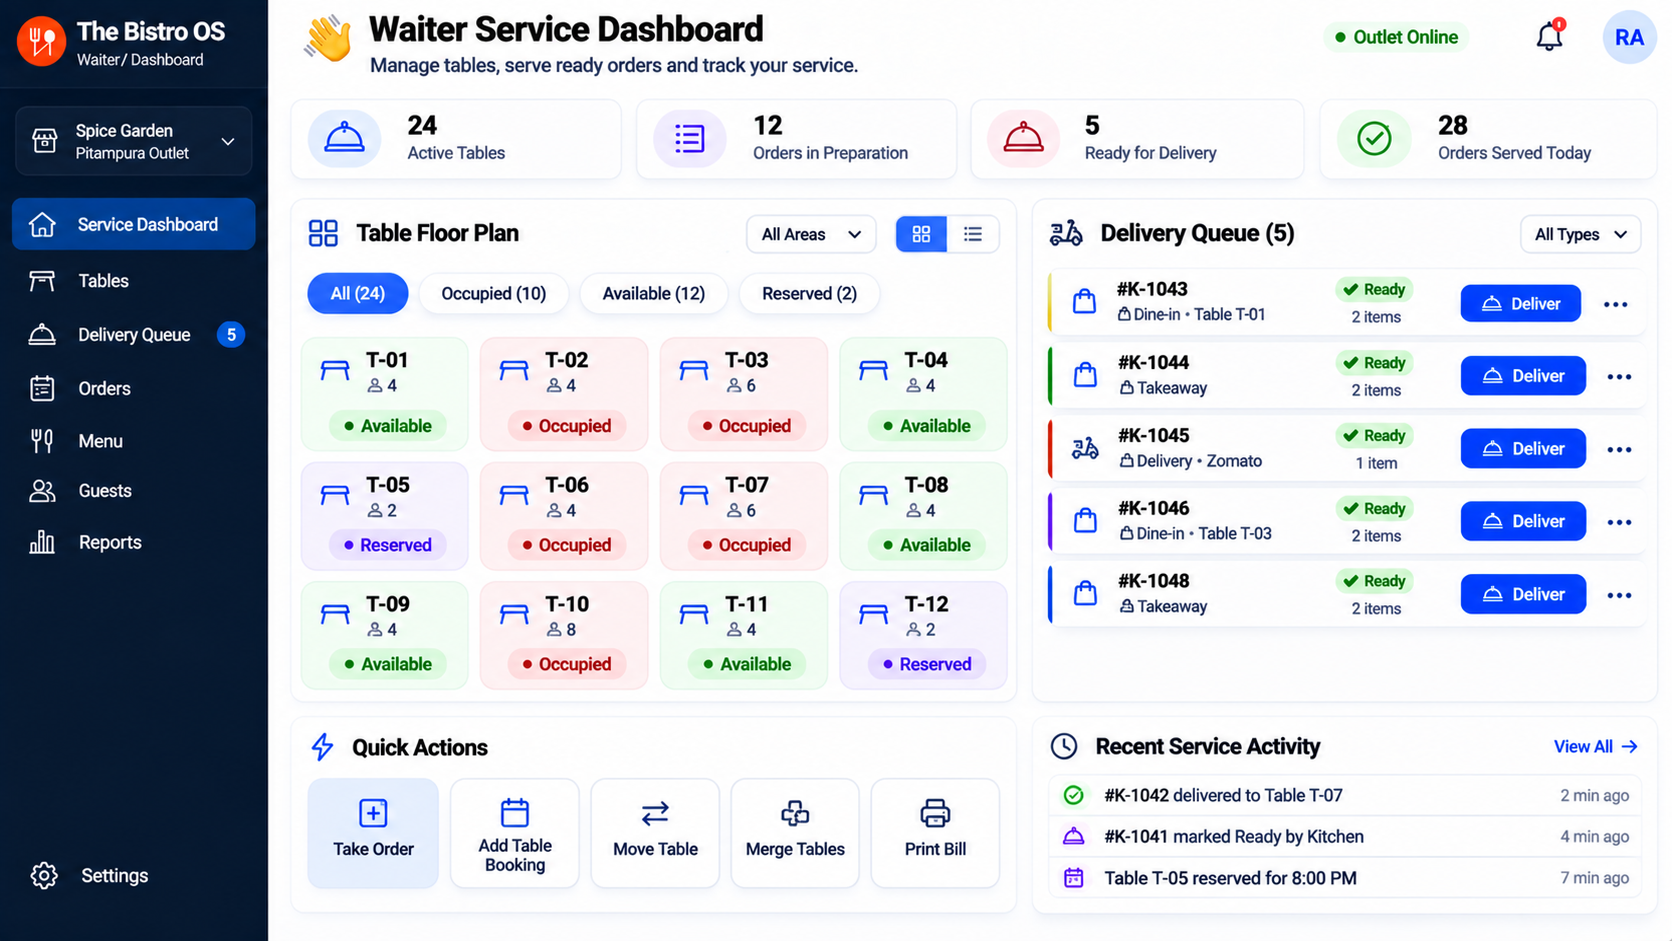 The Bistro OS
Waiter/ Dashboard
Spice Garden
Pitampura Outlet
Service Dashboard
Tables
Delivery Queue 5
Orders
Menu
Guests
Reports
Settings
Waiter Service Dashboard
Manage tables, serve ready orders and track your service.
Outlet Online
RA
24
Active Tables
12
Orders in Preparation
5
Ready for Delivery
28
Orders Served Today
Table Floor Plan
All Areas
All (24)
Occupied (10)
Available (12)
Reserved (2)
T-01
4
Available
T-02
4
Occupied
T-03
6
Occupied
T-04
4
Available
T-05
2
Reserved
T-06
4
Occupied
T-07
6
Occupied
T-08
4
Available
T-09
4
Available
T-10
8
Occupied
T-11
4
Available
T-12
2
Reserved
Delivery Queue (5)
All Types
#K-1043
Dine-in • Table T-01
Ready
2 items
Deliver
#K-1044
Takeaway
Ready
2 items
Deliver
#K-1045
Delivery • Zomato
Ready
1 item
Deliver
#K-1046
Dine-in • Table T-03
Ready
2 items
Deliver
#K-1048
Takeaway
Ready
2 items
Deliver
Quick Actions
Take Order
Add Table
Booking
Move Table
Merge Tables
Print Bill
Recent Service Activity
View All
#K-1042 delivered to Table T-07
2 min ago
#K-1041 marked Ready by Kitchen
4 min ago
Table T-05 reserved for 8:00 PM
7 min ago